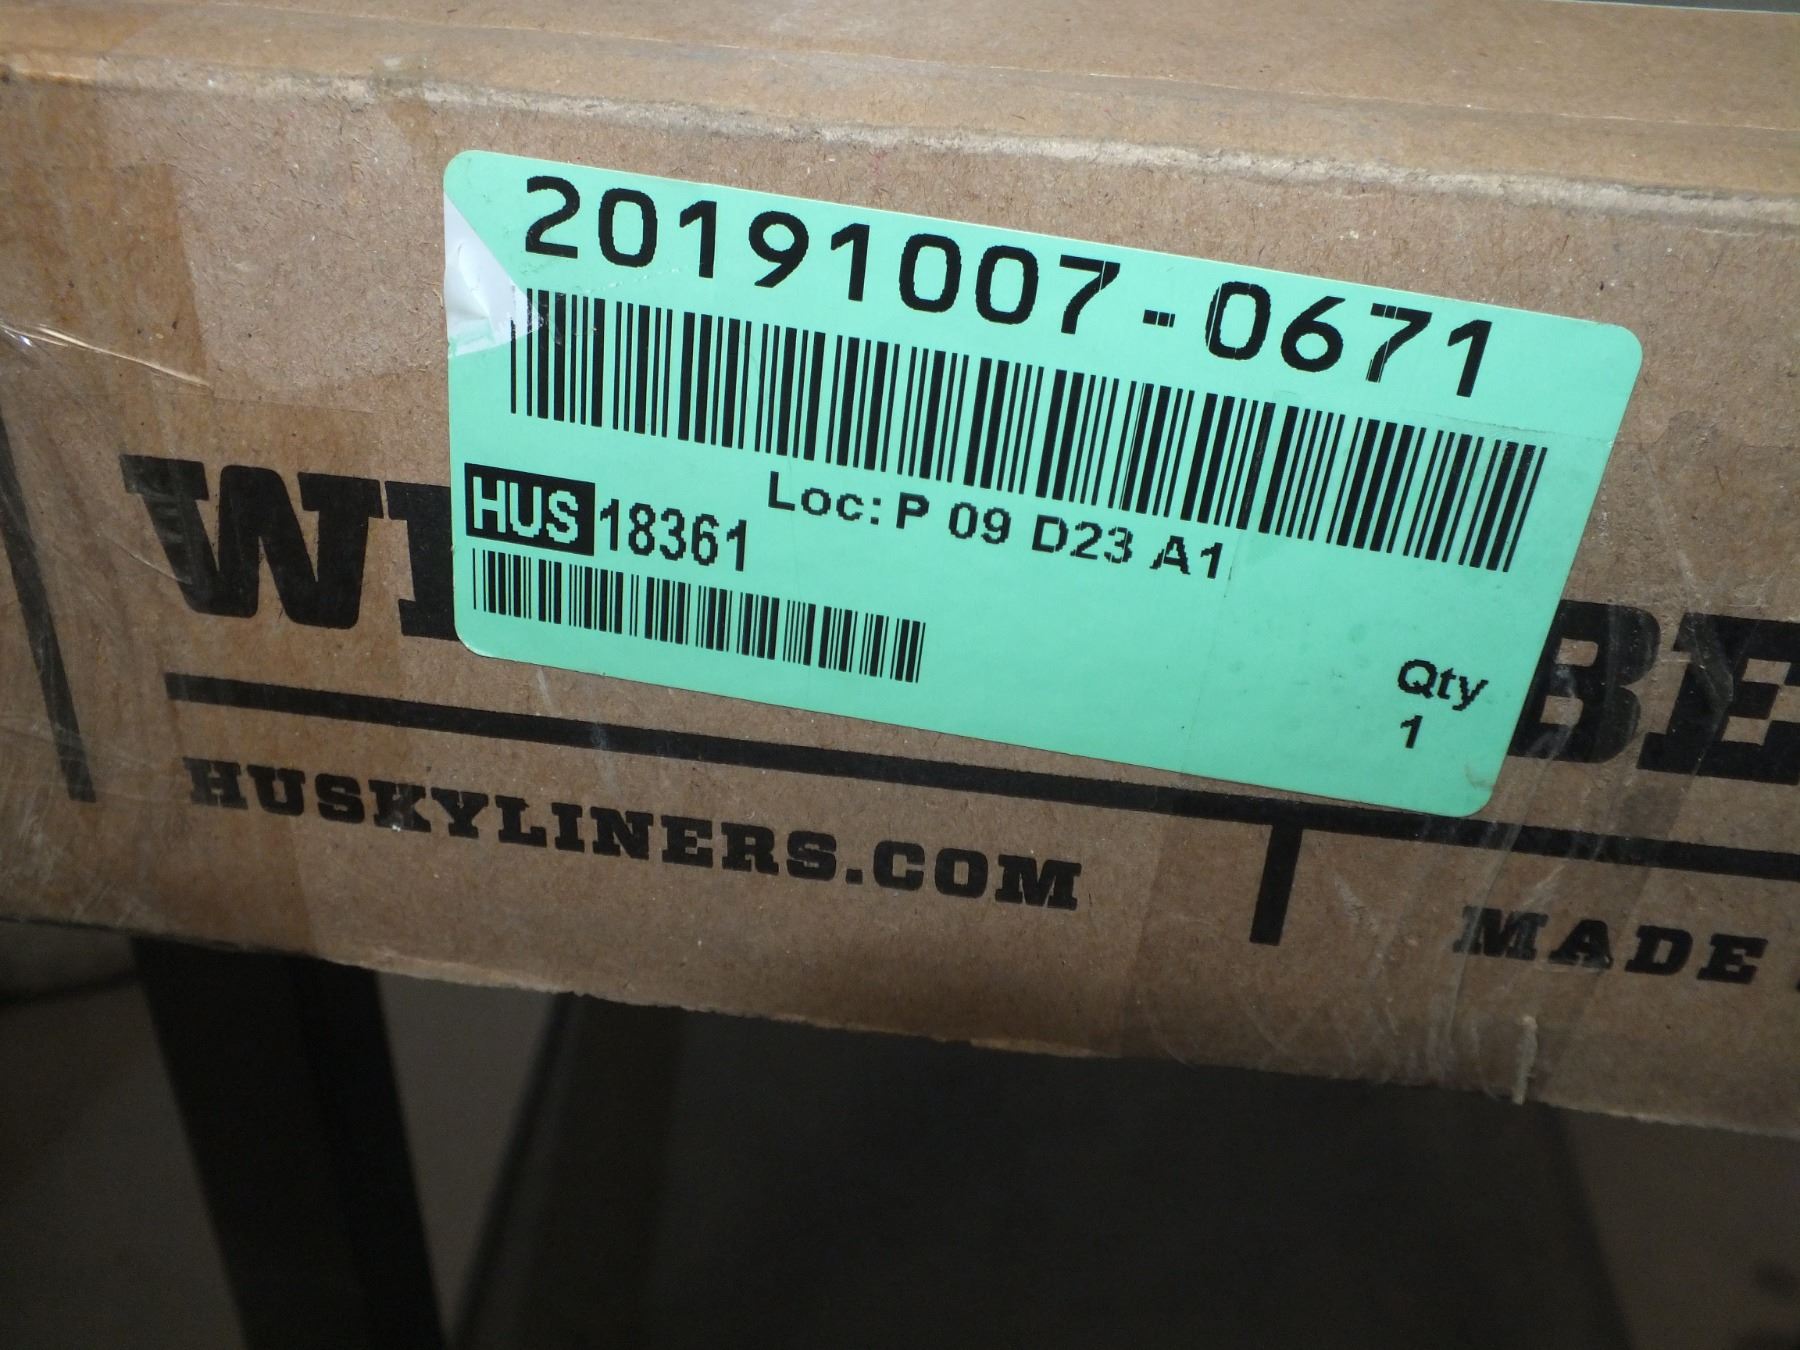 20191007-0671
HUS 18361
Loc: P 09 D23 A1
Qty
1
HUSKYLINERS.COM
MADE